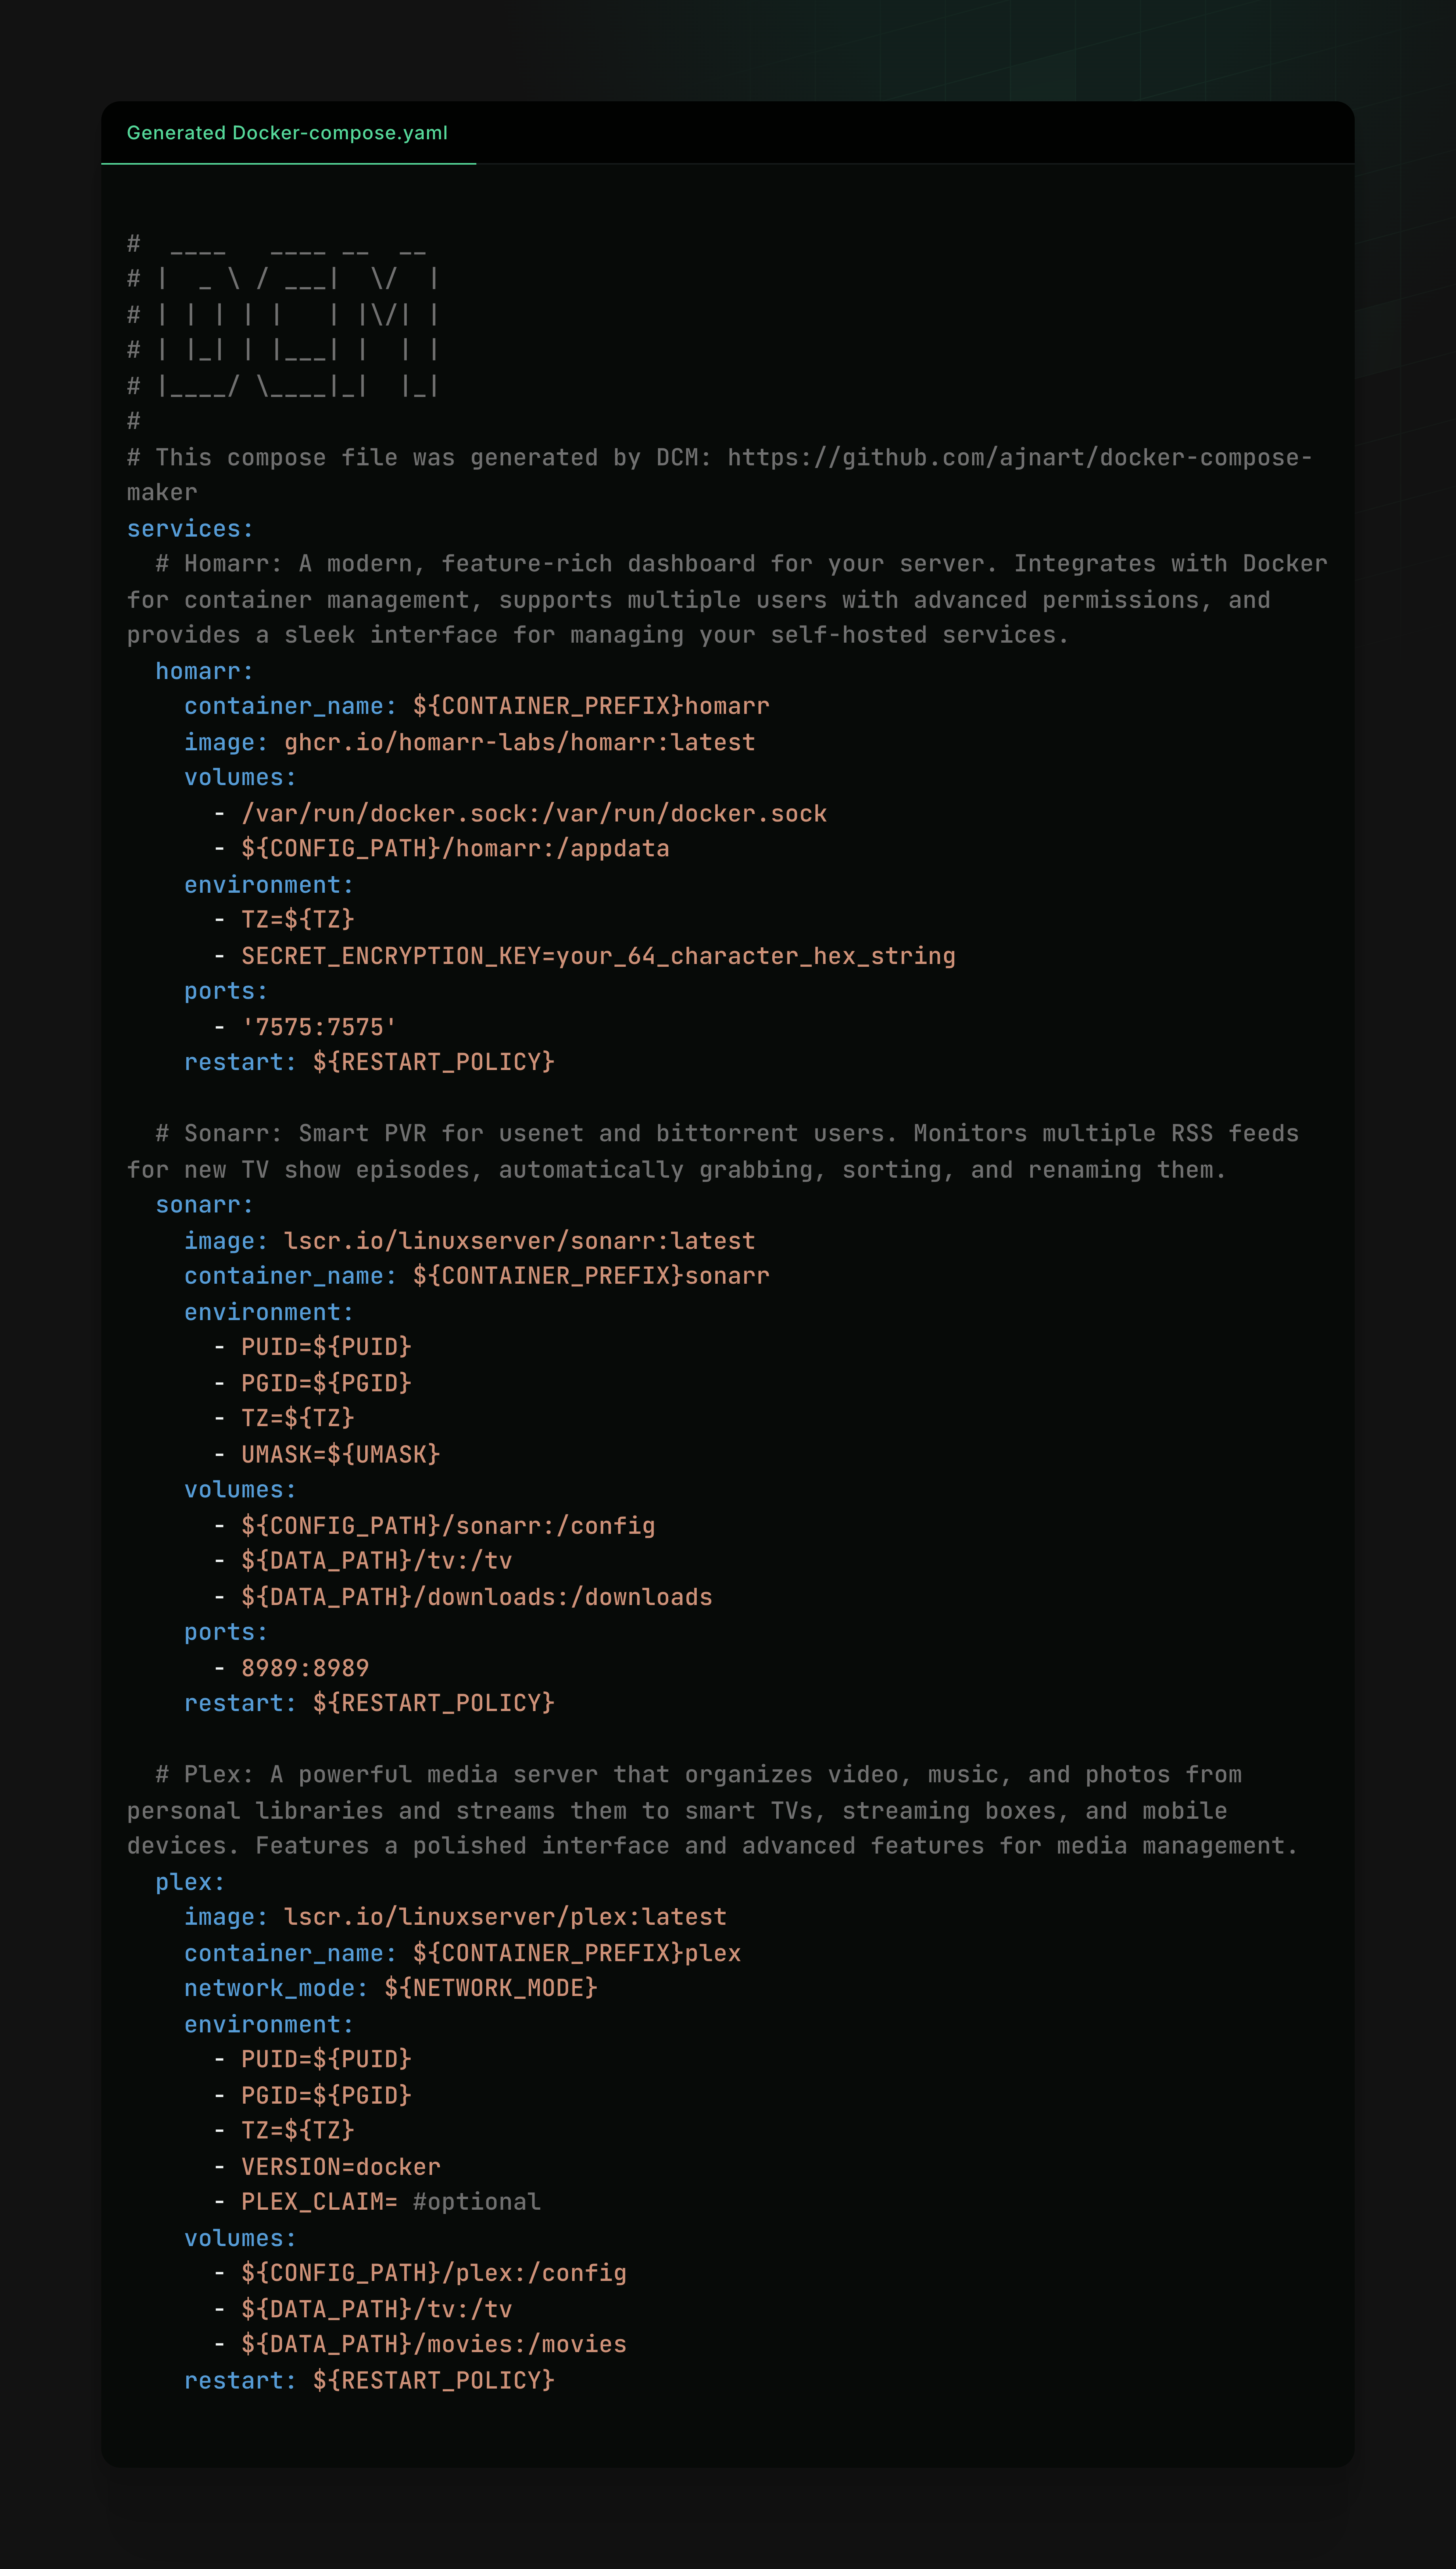 Generated Docker-compose.yaml
#  ____   ____ __  __
# |  _ \ / ___|  \/  |
# | | | | |   | |\/| |
# | |_| | |___| |  | |
# |____/ \____|_|  |_|
#
# This compose file was generated by DCM: https://github.com/ajnart/docker-compose-
maker
services:
  # Homarr: A modern, feature-rich dashboard for your server. Integrates with Docker
for container management, supports multiple users with advanced permissions, and
provides a sleek interface for managing your self-hosted services.
  homarr:
    container_name: ${CONTAINER_PREFIX}homarr
    image: ghcr.io/homarr-labs/homarr:latest
    volumes:
      - /var/run/docker.sock:/var/run/docker.sock
      - ${CONFIG_PATH}/homarr:/appdata
    environment:
      - TZ=${TZ}
      - SECRET_ENCRYPTION_KEY=your_64_character_hex_string
    ports:
      - '7575:7575'
    restart: ${RESTART_POLICY}

  # Sonarr: Smart PVR for usenet and bittorrent users. Monitors multiple RSS feeds
for new TV show episodes, automatically grabbing, sorting, and renaming them.
  sonarr:
    image: lscr.io/linuxserver/sonarr:latest
    container_name: ${CONTAINER_PREFIX}sonarr
    environment:
      - PUID=${PUID}
      - PGID=${PGID}
      - TZ=${TZ}
      - UMASK=${UMASK}
    volumes:
      - ${CONFIG_PATH}/sonarr:/config
      - ${DATA_PATH}/tv:/tv
      - ${DATA_PATH}/downloads:/downloads
    ports:
      - 8989:8989
    restart: ${RESTART_POLICY}

  # Plex: A powerful media server that organizes video, music, and photos from
personal libraries and streams them to smart TVs, streaming boxes, and mobile
devices. Features a polished interface and advanced features for media management.
  plex:
    image: lscr.io/linuxserver/plex:latest
    container_name: ${CONTAINER_PREFIX}plex
    network_mode: ${NETWORK_MODE}
    environment:
      - PUID=${PUID}
      - PGID=${PGID}
      - TZ=${TZ}
      - VERSION=docker
      - PLEX_CLAIM= #optional
    volumes:
      - ${CONFIG_PATH}/plex:/config
      - ${DATA_PATH}/tv:/tv
      - ${DATA_PATH}/movies:/movies
    restart: ${RESTART_POLICY}